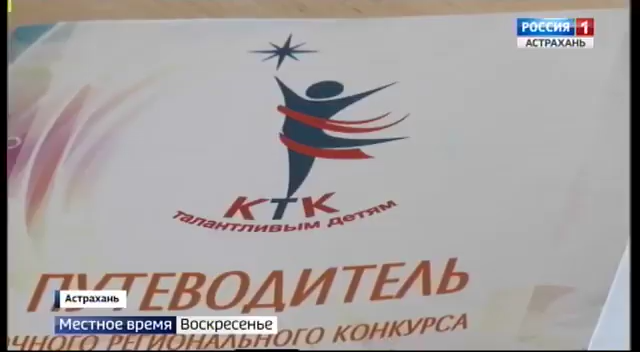 РОССИЯ 1
АСТРАХАНЬ
КТК
ТАЛАНТЛИВЫМ ДЕТЯМ
ПУТЕВОДИТЕЛЬ
Астрахань
РЕГИОНАЛЬНОГО КОНКУРСА
Местное время Воскресенье